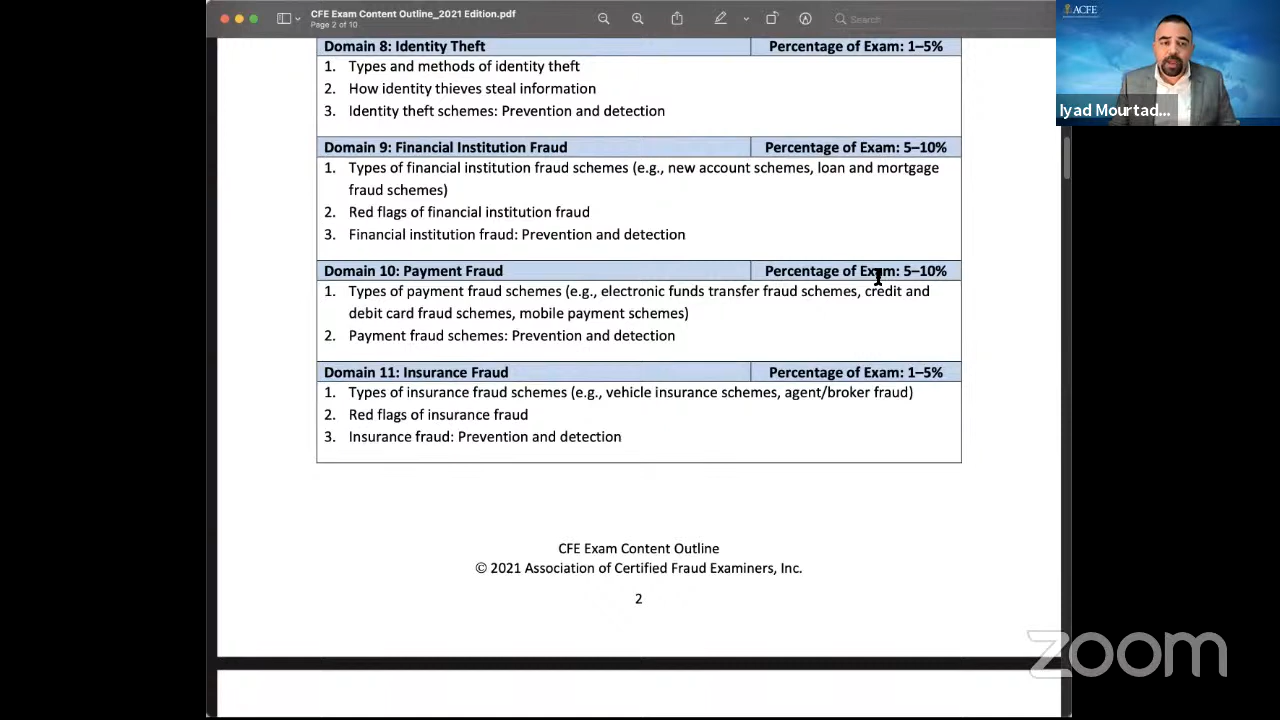 CFE Exam Content Outline_2021 Edition.pdf
Page 2 of 10
Search
ACFE
Iyad Mourtad...
Domain 8: Identity Theft Percentage of Exam: 1–5%
1. Types and methods of identity theft
2. How identity thieves steal information
3. Identity theft schemes: Prevention and detection
Domain 9: Financial Institution Fraud Percentage of Exam: 5–10%
1. Types of financial institution fraud schemes (e.g., new account schemes, loan and mortgage
fraud schemes)
2. Red flags of financial institution fraud
3. Financial institution fraud: Prevention and detection
Domain 10: Payment Fraud Percentage of Exam: 5–10%
1. Types of payment fraud schemes (e.g., electronic funds transfer fraud schemes, credit and
debit card fraud schemes, mobile payment schemes)
2. Payment fraud schemes: Prevention and detection
Domain 11: Insurance Fraud Percentage of Exam: 1–5%
1. Types of insurance fraud schemes (e.g., vehicle insurance schemes, agent/broker fraud)
2. Red flags of insurance fraud
3. Insurance fraud: Prevention and detection
CFE Exam Content Outline
© 2021 Association of Certified Fraud Examiners, Inc.
2
zoom